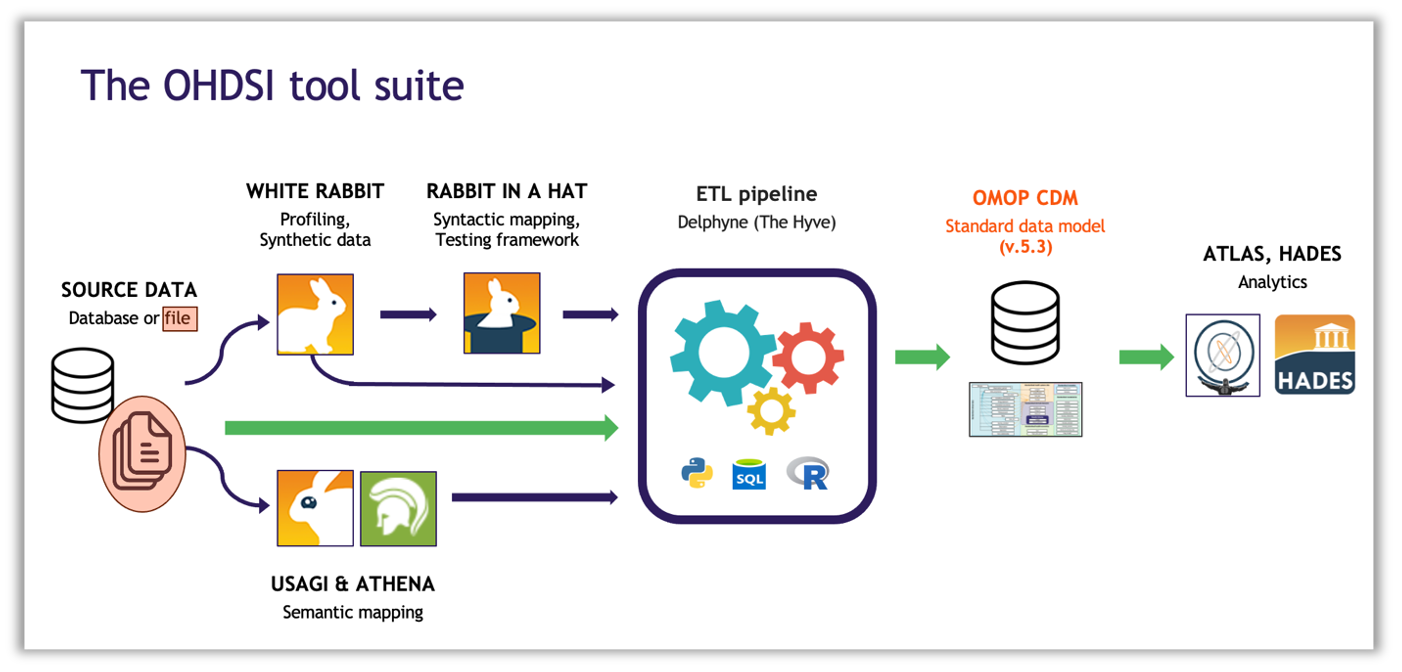 The OHDSI tool suite
WHITE RABBIT
Profiling,
Synthetic data
RABBIT IN A HAT
Syntactic mapping,
Testing framework
ETL pipeline
Delphyne (The Hyve)
OMOP CDM
Standard data model
(v.5.3)
ATLAS, HADES
Analytics
SOURCE DATA
Database or file
HADES
SQL
R
USAGI & ATHENA
Semantic mapping